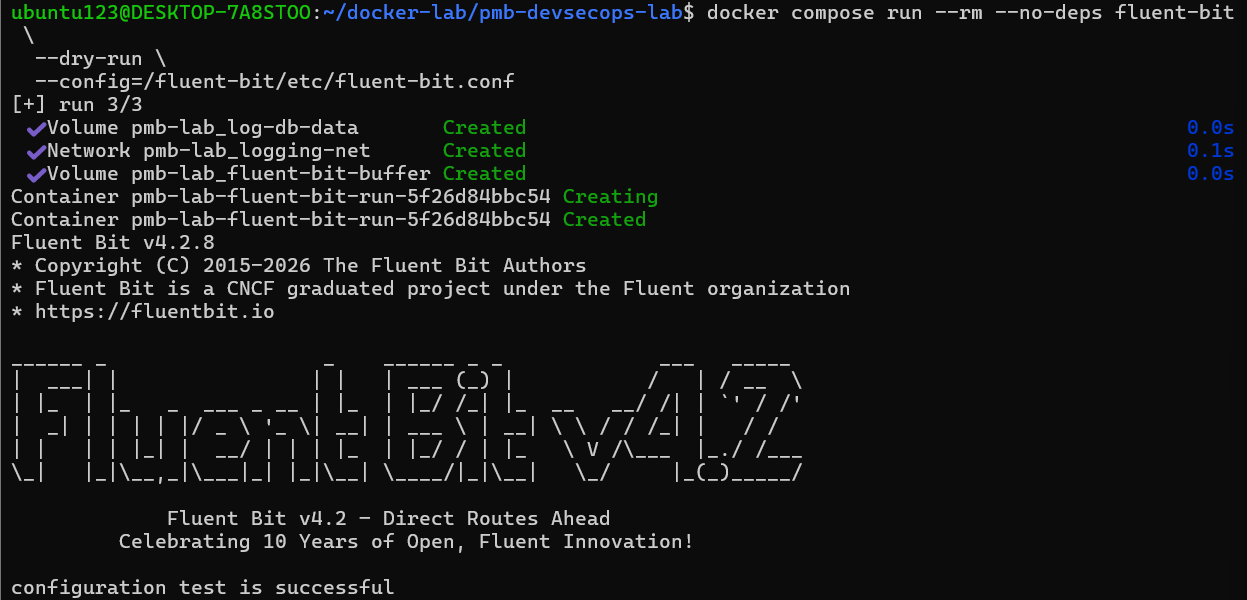 ubuntu123@DESKTOP-7A8STOO:~/docker-lab/pmb-devsecops-lab$ docker compose run --rm --no-deps fluent-bit
 \
  --dry-run \
  --config=/fluent-bit/etc/fluent-bit.conf
[+] run 3/3
 ✔Volume pmb-lab_log-db-data       Created 0.0s
 ✔Network pmb-lab_logging-net      Created 0.1s
 ✔Volume pmb-lab_fluent-bit-buffer Created 0.0s
Container pmb-lab-fluent-bit-run-5f26d84bbc54 Creating
Container pmb-lab-fluent-bit-run-5f26d84bbc54 Created
Fluent Bit v4.2.8
* Copyright (C) 2015-2026 The Fluent Bit Authors
* Fluent Bit is a CNCF graduated project under the Fluent organization
* https://fluentbit.io
Fluent Bit v4.2
Fluent Bit v4.2 – Direct Routes Ahead
Celebrating 10 Years of Open, Fluent Innovation!
configuration test is successful